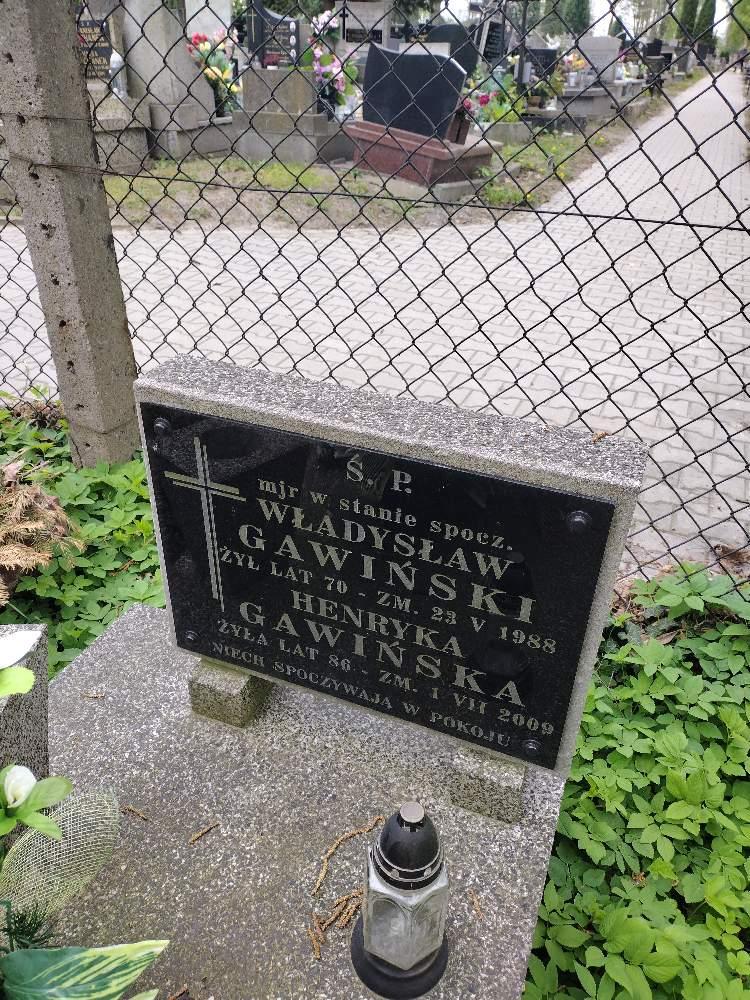 Ś. P.
mjr w stanie spocz.
WŁADYSŁAW
GAWIŃSKI
ŻYŁ LAT 70 - ZM. 23 V 1988
HENRYKA
GAWIŃSKA
ŻYŁA LAT 86 - ZM. 1 VII 2009
NIECH SPOCZYWAJĄ W POKOJU